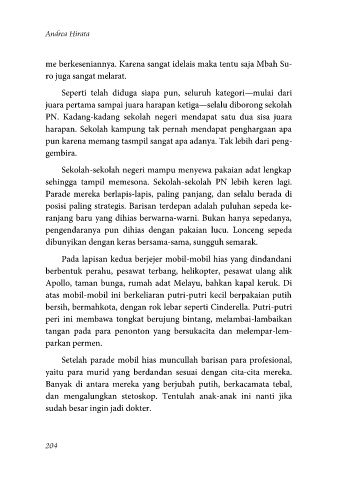 Andrea Hirata
me berkeseniannya. Karena sangat idelais maka tentu saja Mbah Su-
ro juga sangat melarat.
Seperti telah diduga siapa pun, seluruh kategori—mulai dari
juara pertama sampai juara harapan ketiga—selalu diborong sekolah
PN. Kadang-kadang sekolah negeri mendapat satu dua sisa juara
harapan. Sekolah kampung tak pernah mendapat penghargaan apa
pun karena memang tasmpil sangat apa adanya. Tak lebih dari peng-
gembira.
Sekolah-sekolah negeri mampu menyewa pakaian adat lengkap
sehingga tampil memesona. Sekolah-sekolah PN lebih keren lagi.
Parade mereka berlapis-lapis, paling panjang, dan selalu berada di
posisi paling strategis. Barisan terdepan adalah puluhan sepeda ke-
ranjang baru yang dihias berwarna-warni. Bukan hanya sepedanya,
pengendaranya pun dihias dengan pakaian lucu. Lonceng sepeda
dibunyikan dengan keras bersama-sama, sungguh semarak.
Pada lapisan kedua berjejer mobil-mobil hias yang dindandani
berbentuk perahu, pesawat terbang, helikopter, pesawat ulang alik
Apollo, taman bunga, rumah adat Melayu, bahkan kapal keruk. Di
atas mobil-mobil ini berkeliaran putri-putri kecil berpakaian putih
bersih, bermahkota, dengan rok lebar seperti Cinderella. Putri-putri
peri ini membawa tongkat berujung bintang, melambai-lambaikan
tangan pada para penonton yang bersukacita dan melempar-lem-
parkan permen.
Setelah parade mobil hias muncullah barisan para profesional,
yaitu para murid yang berdandan sesuai dengan cita-cita mereka.
Banyak di antara mereka yang berjubah putih, berkacamata tebal,
dan mengalungkan stetoskop. Tentulah anak-anak ini nanti jika
sudah besar ingin jadi dokter.
204